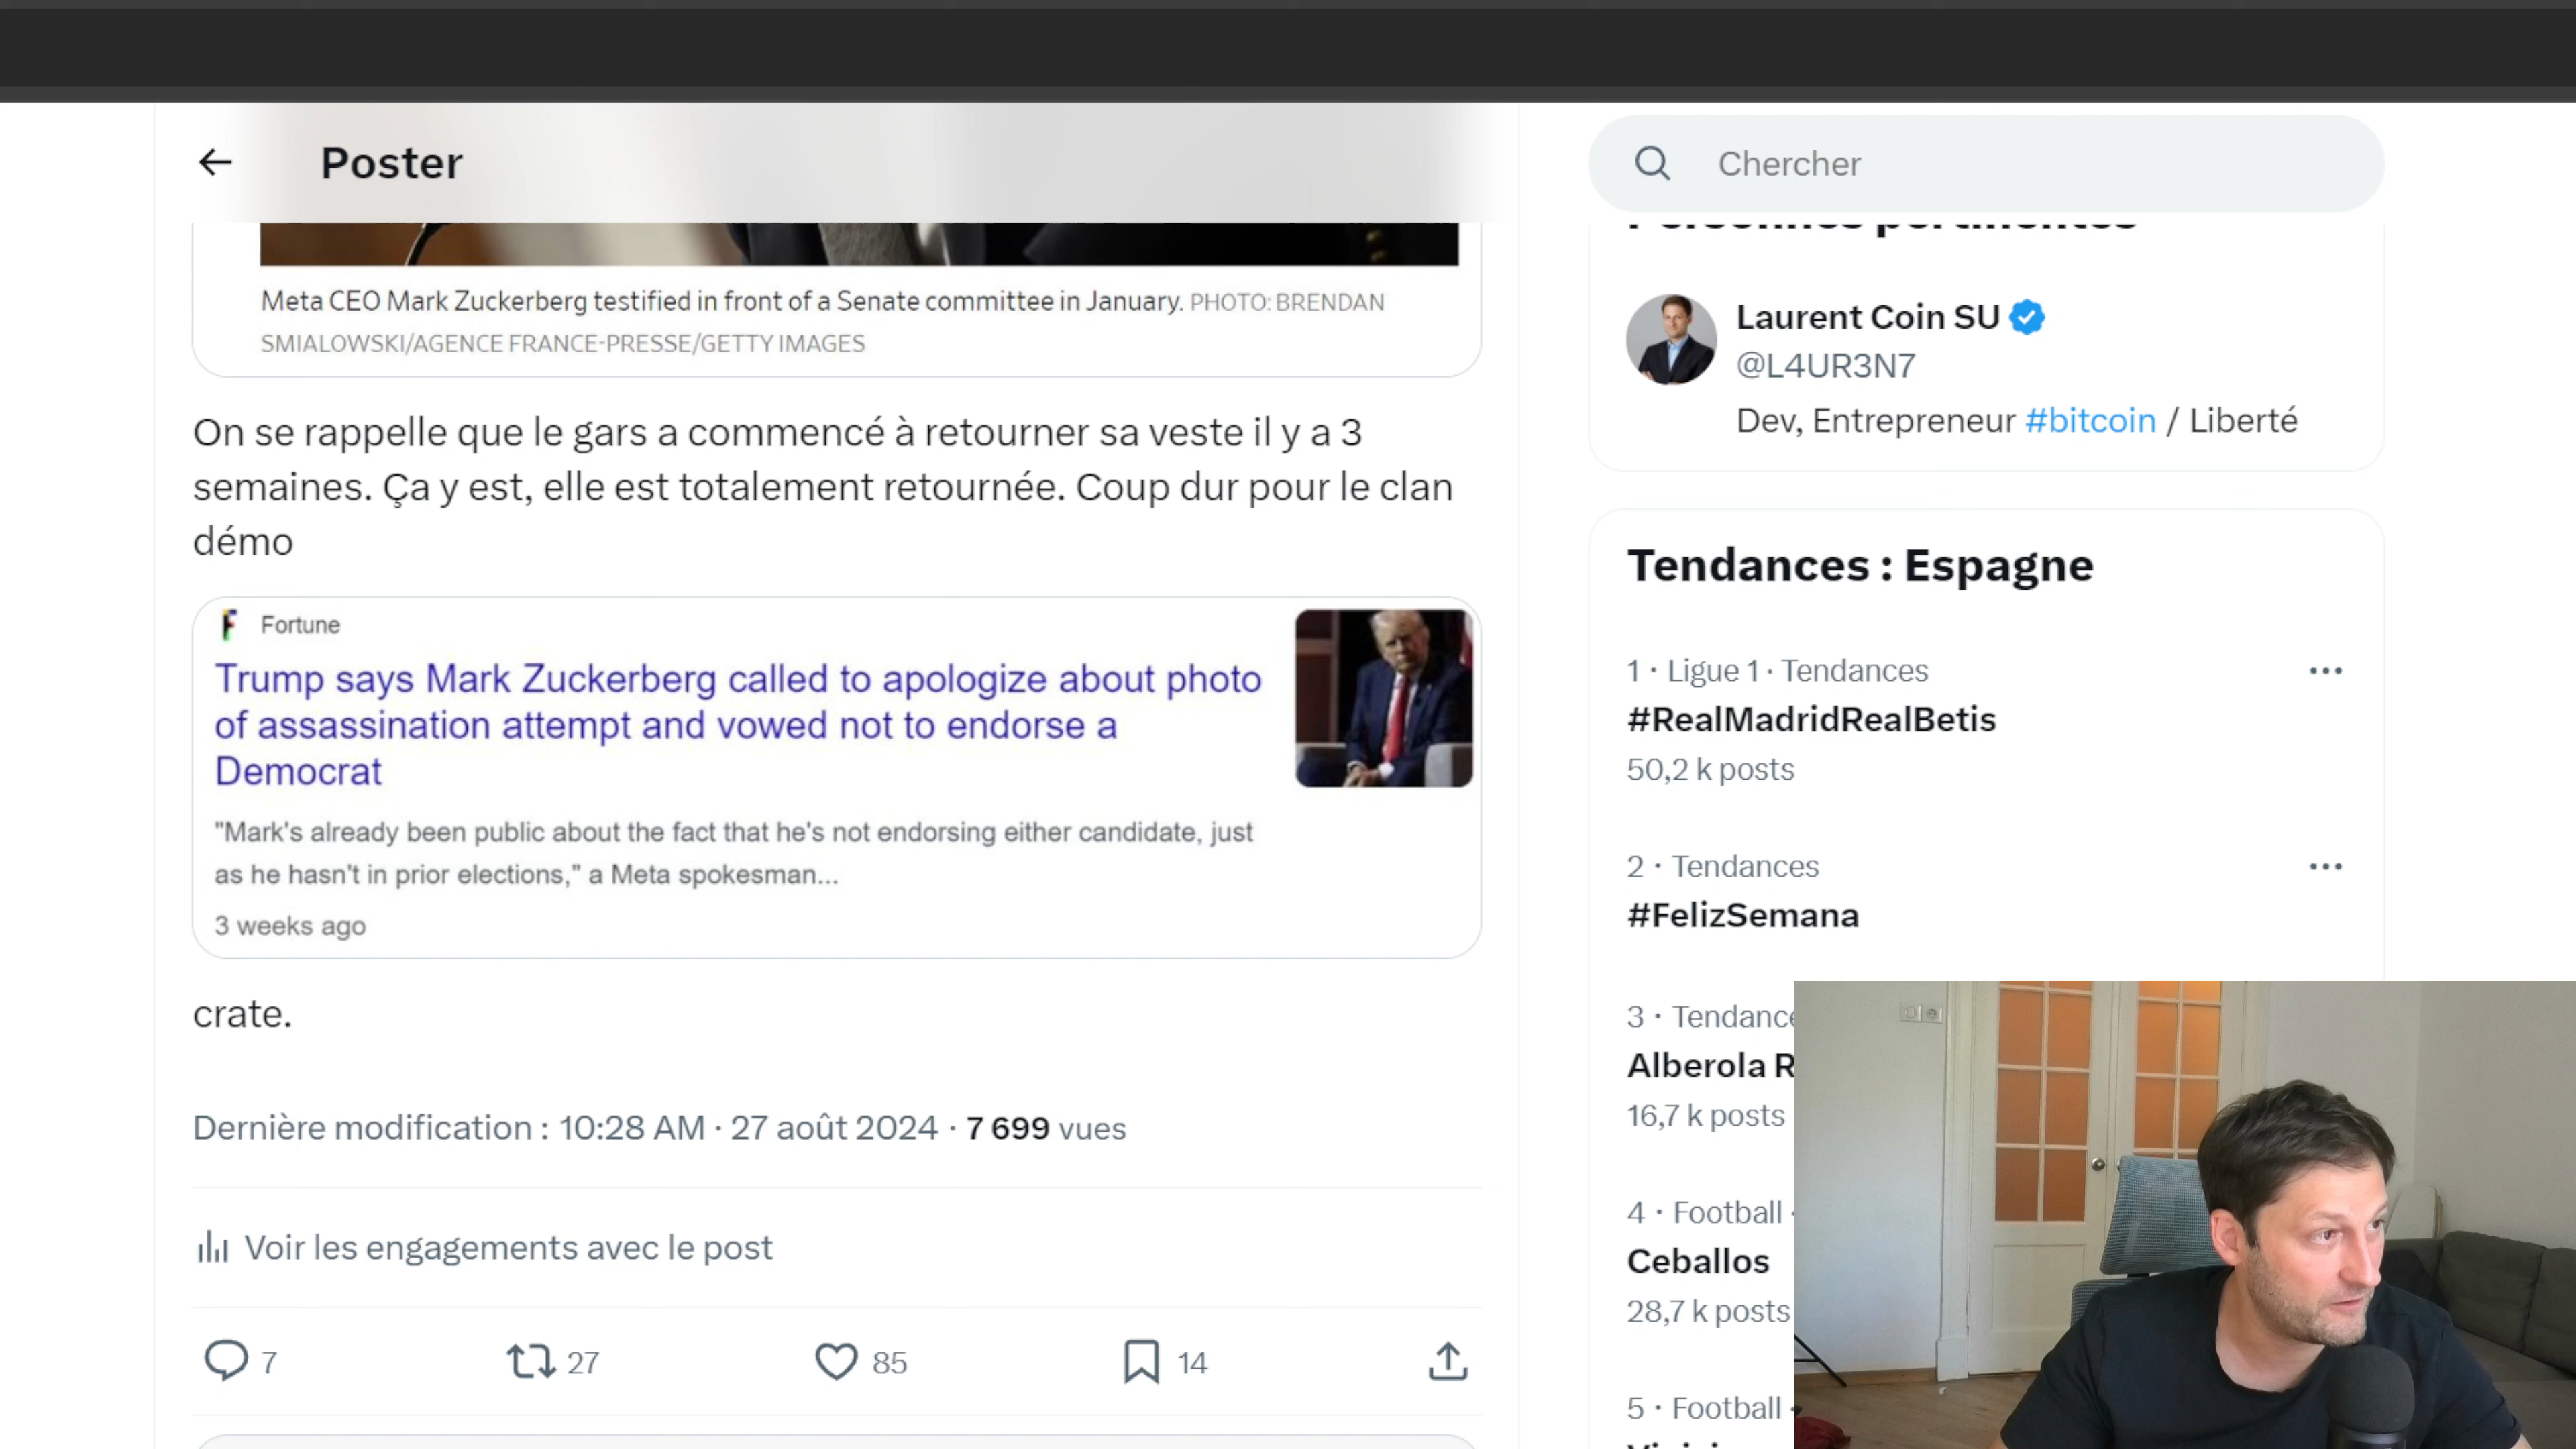 Poster
Meta CEO Mark Zuckerberg testified in front of a Senate committee in January. PHOTO: BRENDAN
SMIALOWSKI/AGENCE FRANCE-PRESSE/GETTY IMAGES
On se rappelle que le gars a commencé à retourner sa veste il y a 3
semaines. Ça y est, elle est totalement retournée. Coup dur pour le clan
démo
Fortune
Trump says Mark Zuckerberg called to apologize about photo
of assassination attempt and vowed not to endorse a
Democrat
"Mark's already been public about the fact that he's not endorsing either candidate, just
as he hasn't in prior elections," a Meta spokesman...
3 weeks ago
crate.
Dernière modification : 10:28 AM · 27 août 2024 · 7 699 vues
Voir les engagements avec le post
7
27
85
14
Chercher
Personnes pertinentes
Laurent Coin SU
@L4UR3N7
Dev, Entrepreneur #bitcoin / Liberté
Tendances : Espagne
1 · Ligue 1 · Tendances
#RealMadridRealBetis
50,2 k posts
2 · Tendances
#FelizSemana
3 · Tendance
Alberola R
16,7 k posts
4 · Football ·
Ceballos
28,7 k posts
5 · Football ·